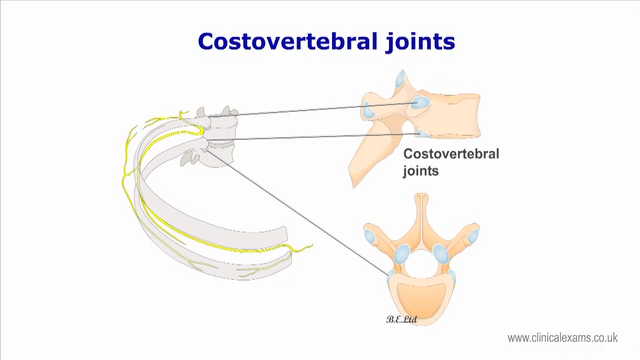 Costovertebral joints
Costovertebral
joints
B.E.Ltd
www.clinicalexams.co.uk